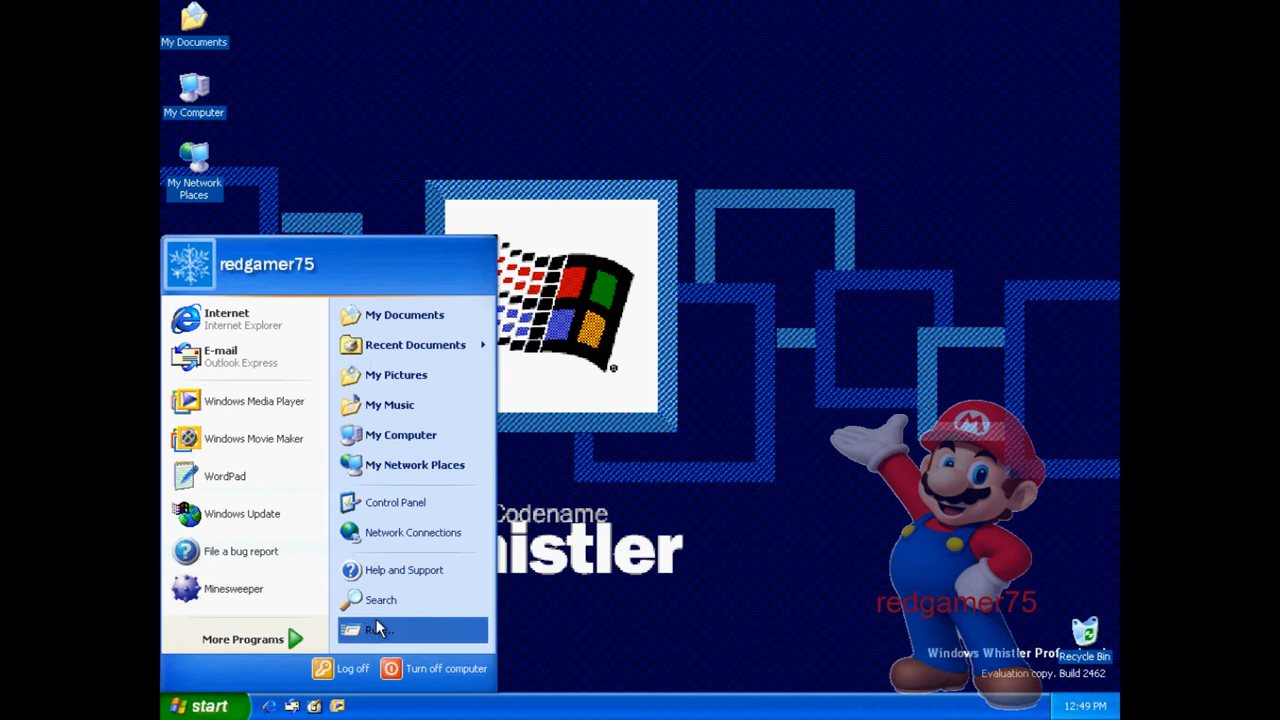 My Documents
My Computer
My Network
Places
redgamer75
Internet
Internet Explorer
E-mail
Outlook Express
Windows Media Player
Windows Movie Maker
WordPad
Windows Update
File a bug report
Minesweeper
More Programs
My Documents
Recent Documents
My Pictures
My Music
My Computer
My Network Places
Control Panel
Network Connections
Help and Support
Search
Log off
Turn off computer
Codename
M
redgamer75
Windows Whistler
Recycle Bin
Evaluation copy. Build 2462
start
12:49 PM